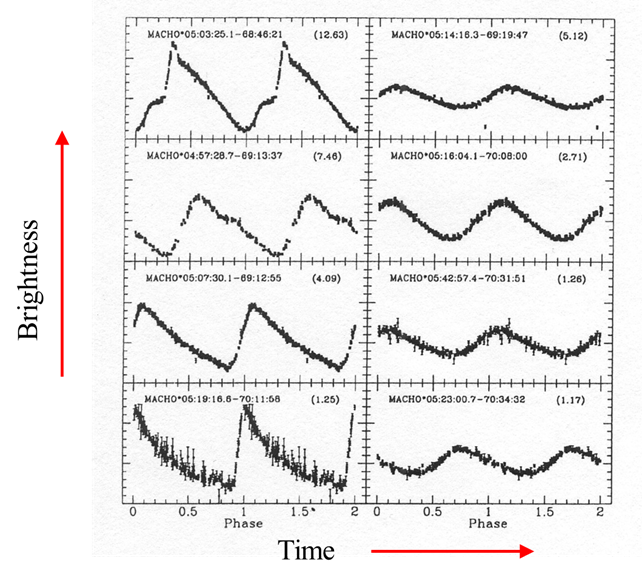 MACHO*05:03:25.1-68:46:21 (12.63)
MACHO*05:14:16.3-69:19:47 (5.12)
MACHO*04:57:28.7-69:13:37 (7.46)
MACHO*05:16:04.1-70:08:00 (2.71)
MACHO*05:07:30.1-69:12:55 (4.09)
MACHO*05:42:57.4-70:31:51 (1.26)
MACHO*05:19:16.6-70:11:58 (1.25)
MACHO*05:23:00.7-70:34:32 (1.17)
Brightness
0 0.5 1 1.5 2
0 0.5 1 1.5 2
Phase
Phase
Time